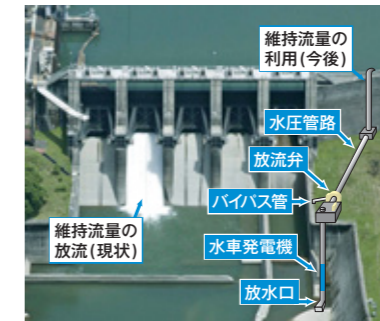 維持流量の
利用(今後)
水圧管路
放流弁
バイパス管
維持流量の
放流(現状)
水車発電機
放水口